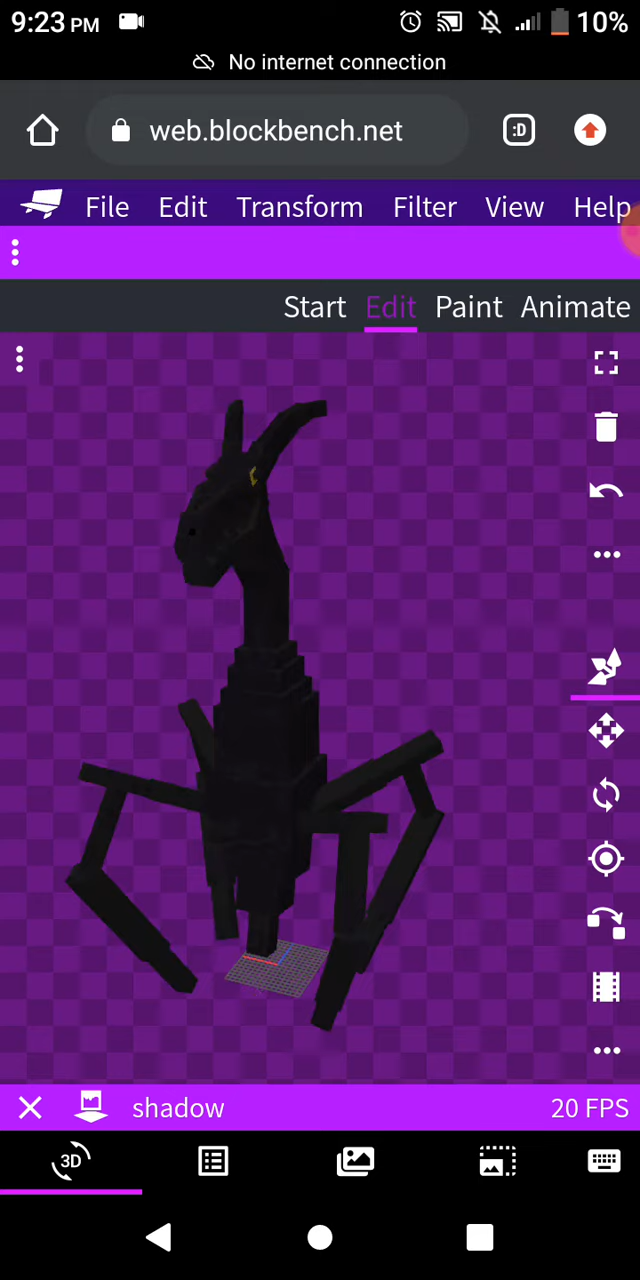 9:23 PM 10%
No internet connection
web.blockbench.net :D
File Edit Transform Filter View Help
Start Edit Paint Animate
shadow 20 FPS
3D